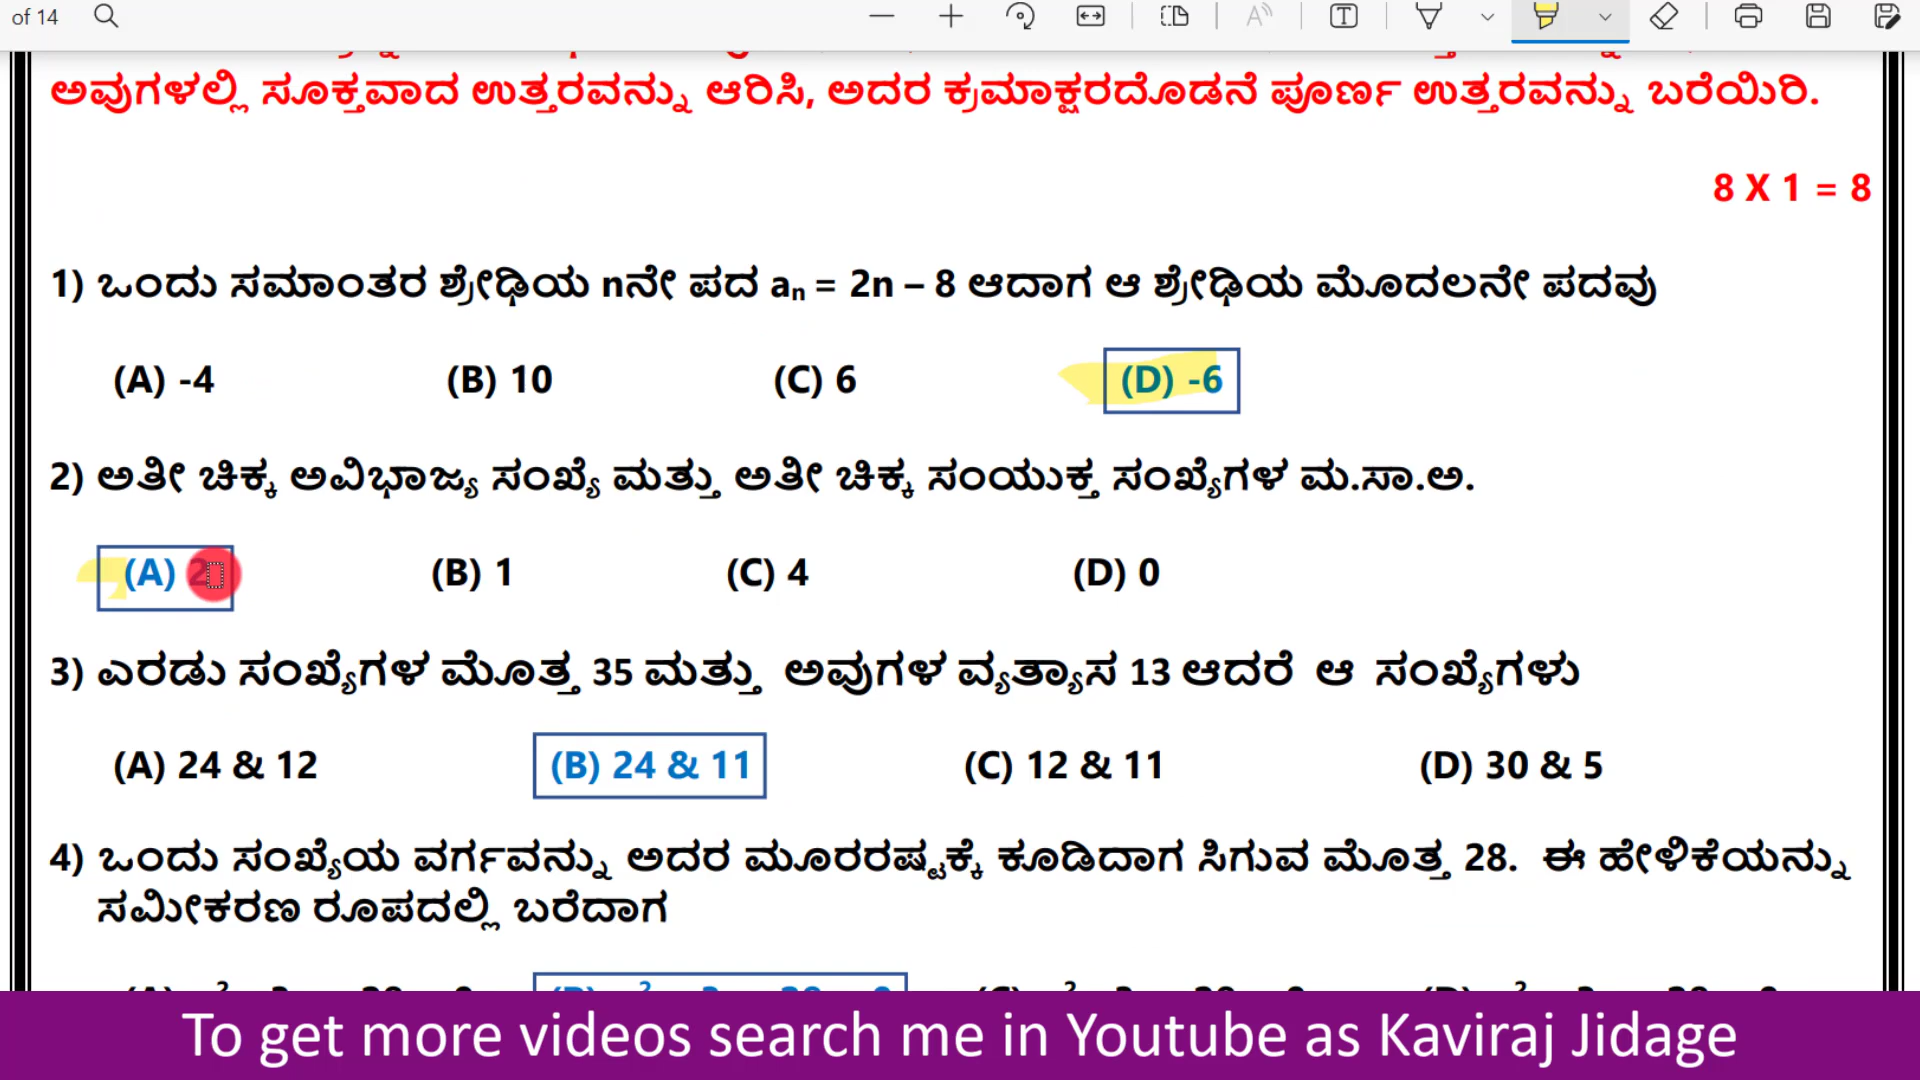 of 14
ಅವುಗಳಲ್ಲಿ ಸೂಕ್ತವಾದ ಉತ್ತರವನ್ನು ಆರಿಸಿ, ಅದರ ಕ್ರಮಾಕ್ಷರದೊಡನೆ ಪೂರ್ಣ ಉತ್ತರವನ್ನು ಬರೆಯಿರಿ.
8 X 1 = 8
1) ಒಂದು ಸಮಾಂತರ ಶ್ರೇಢಿಯ nನೇ ಪದ aₙ = 2n – 8 ಆದಾಗ ಆ ಶ್ರೇಢಿಯ ಮೊದಲನೇ ಪದವು
(A) -4 (B) 10 (C) 6 (D) -6
2) ಅತೀ ಚಿಕ್ಕ ಅವಿಭಾಜ್ಯ ಸಂಖ್ಯೆ ಮತ್ತು ಅತೀ ಚಿಕ್ಕ ಸಂಯುಕ್ತ ಸಂಖ್ಯೆಗಳ ಮ.ಸಾ.ಅ.
(A) 2 (B) 1 (C) 4 (D) 0
3) ಎರಡು ಸಂಖ್ಯೆಗಳ ಮೊತ್ತ 35 ಮತ್ತು ಅವುಗಳ ವ್ಯತ್ಯಾಸ 13 ಆದರೆ ಆ ಸಂಖ್ಯೆಗಳು
(A) 24 & 12 (B) 24 & 11 (C) 12 & 11 (D) 30 & 5
4) ಒಂದು ಸಂಖ್ಯೆಯ ವರ್ಗವನ್ನು ಅದರ ಮೂರರಷ್ಟಕ್ಕೆ ಕೂಡಿದಾಗ ಸಿಗುವ ಮೊತ್ತ 28. ಈ ಹೇಳಿಕೆಯನ್ನು
ಸಮೀಕರಣ ರೂಪದಲ್ಲಿ ಬರೆದಾಗ
To get more videos search me in Youtube as Kaviraj Jidage